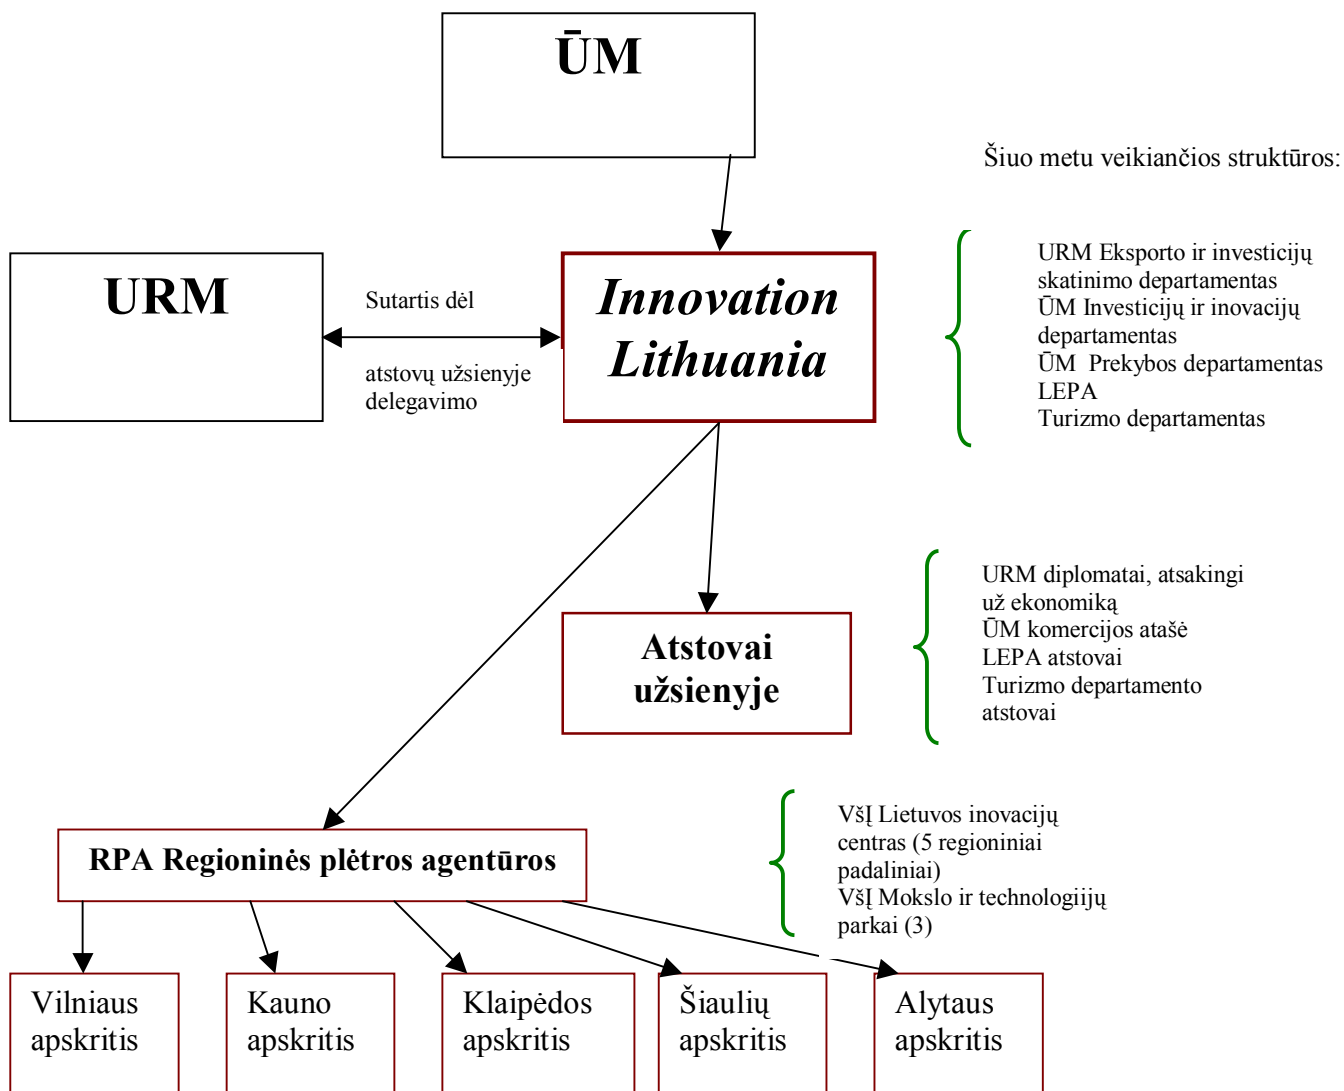 ŪM
Šiuo metu veikiančios struktūros:
URM
Sutartis dėl
atstovų užsienyje
delegavimo
Innovation
Lithuania
URM Eksporto ir investicijų
skatinimo departamentas
ŪM Investicijų ir inovacijų
departamentas
ŪM Prekybos departamentas
LEPA
Turizmo departamentas
Atstovai
užsienyje
URM diplomatai, atsakingi
už ekonomiką
ŪM komercijos atašė
LEPA atstovai
Turizmo departamento
atstovai
RPA Regioninės plėtros agentūros
VšĮ Lietuvos inovacijų
centras (5 regioniniai
padaliniai)
VšĮ Mokslo ir technologiijų
parkai (3)
Vilniaus
apskritis
Kauno
apskritis
Klaipėdos
apskritis
Šiaulių
apskritis
Alytaus
apskritis